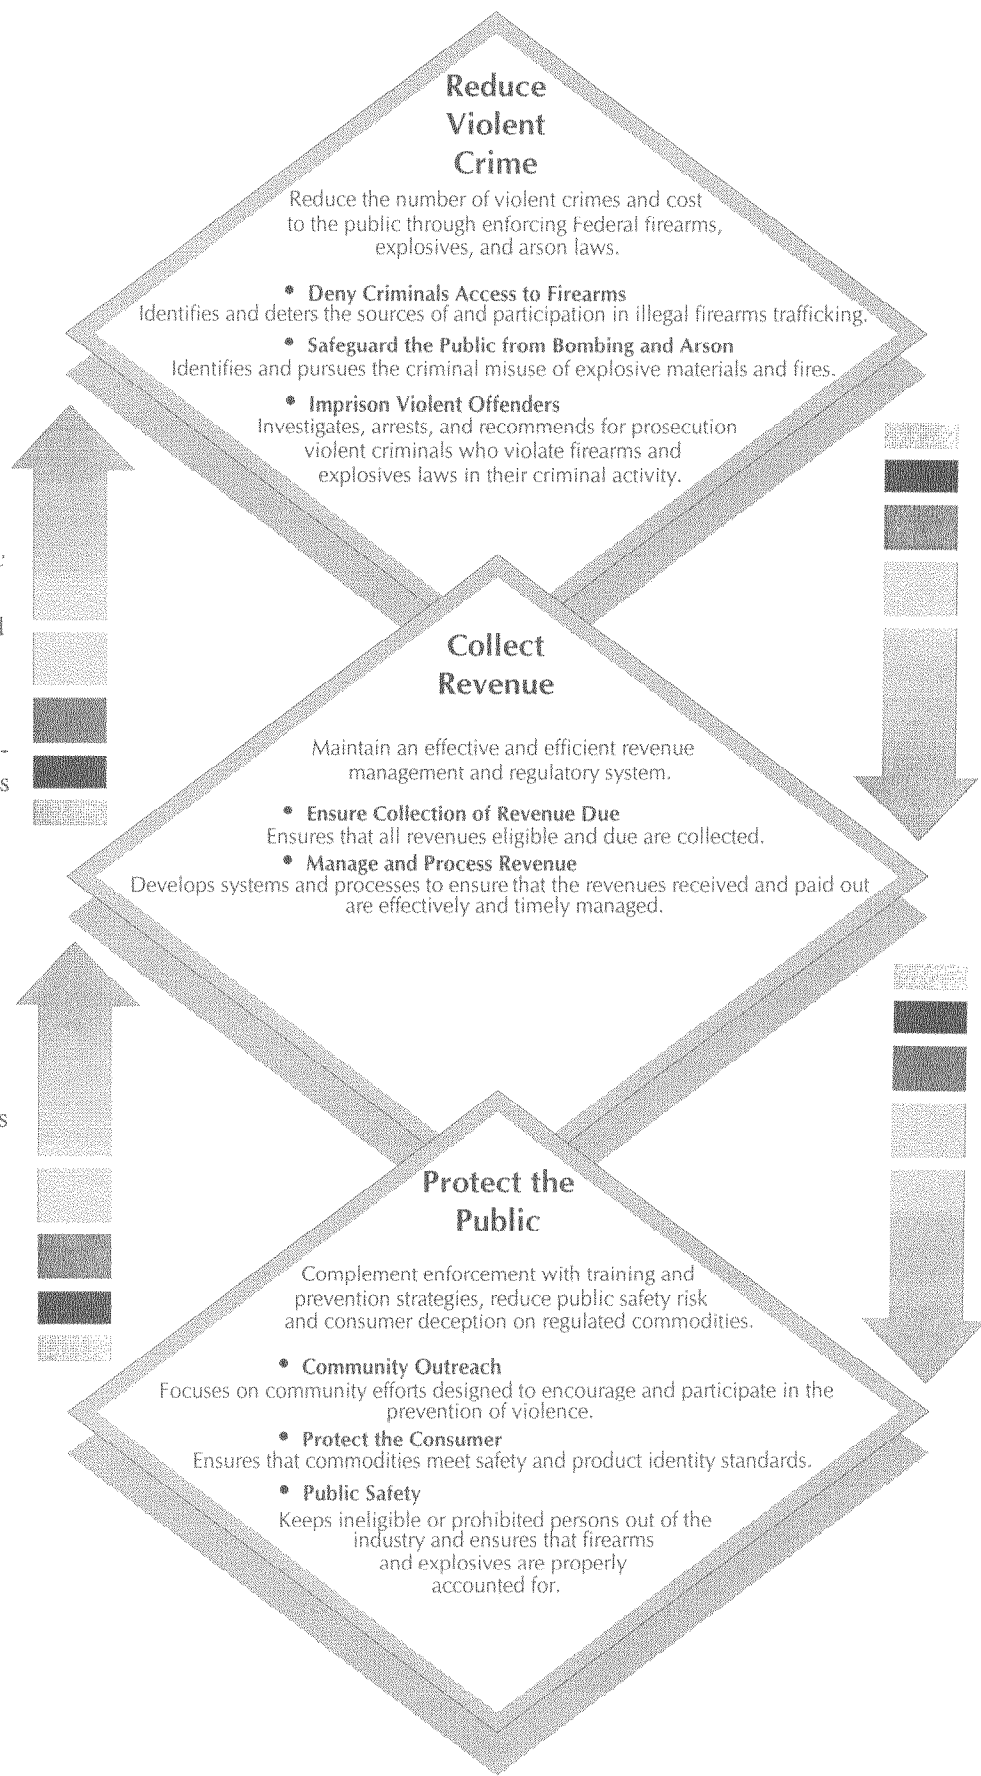 Reduce
Violent
Crime
Reduce the number of violent crimes and cost
to the public through enforcing Federal firearms,
explosives, and arson laws.
• Deny Criminals Access to Firearms
Identifies and deters the sources of and participation in illegal firearms trafficking.
• Safeguard the Public from Bombing and Arson
Identifies and pursues the criminal misuse of explosive materials and fires.
• Imprison Violent Offenders
Investigates, arrests, and recommends for prosecution
violent criminals who violate firearms and
explosives laws in their criminal activity.
Collect
Revenue
Maintain an effective and efficient revenue
management and regulatory system.
• Ensure Collection of Revenue Due
Ensures that all revenues eligible and due are collected.
• Manage and Process Revenue
Develops systems and processes to ensure that the revenues received and paid out
are effectively and timely managed.
Protect the
Public
Complement enforcement with training and
prevention strategies, reduce public safety risk
and consumer deception on regulated commodities.
• Community Outreach
Focuses on community efforts designed to encourage and participate in the
prevention of violence.
• Protect the Consumer
Ensures that commodities meet safety and product identity standards.
• Public Safety
Keeps ineligible or prohibited persons out of the
industry and ensures that firearms
and explosives are properly
accounted for.